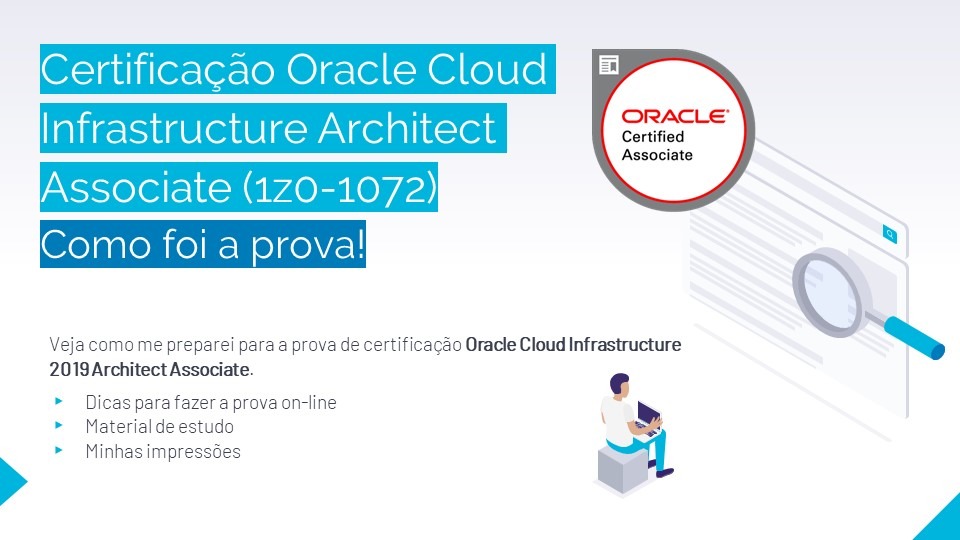 Certificação Oracle Cloud
Infrastructure Architect
Associate (1z0-1072)
Como foi a prova!
ORACLE®
Certified
Associate
Veja como me preparei para a prova de certificação Oracle Cloud Infrastructure
2019 Architect Associate.
Dicas para fazer a prova on-line
Material de estudo
Minhas impressões